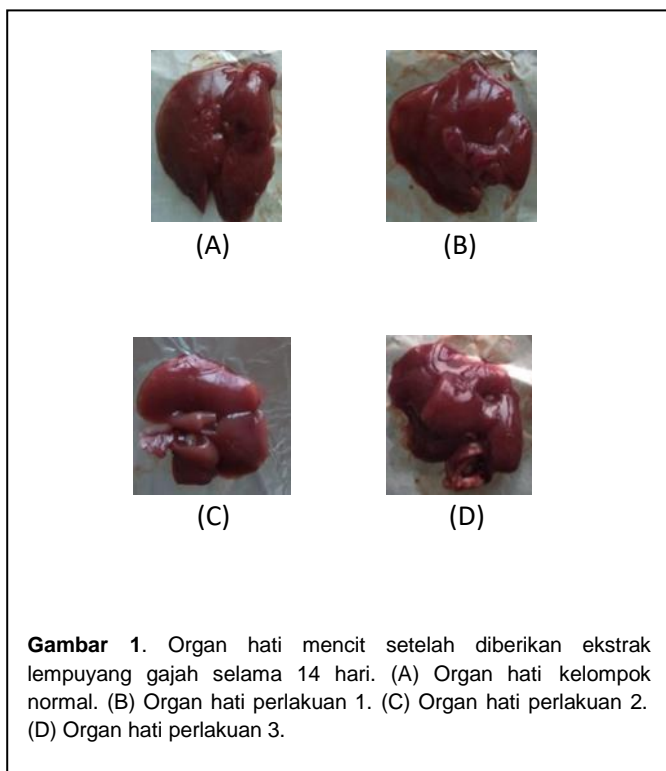 (A) (B)
(C) (D)
Gambar 1. Organ hati mencit setelah diberikan ekstrak
lempuyang gajah selama 14 hari. (A) Organ hati kelompok
normal. (B) Organ hati perlakuan 1. (C) Organ hati perlakuan 2.
(D) Organ hati perlakuan 3.